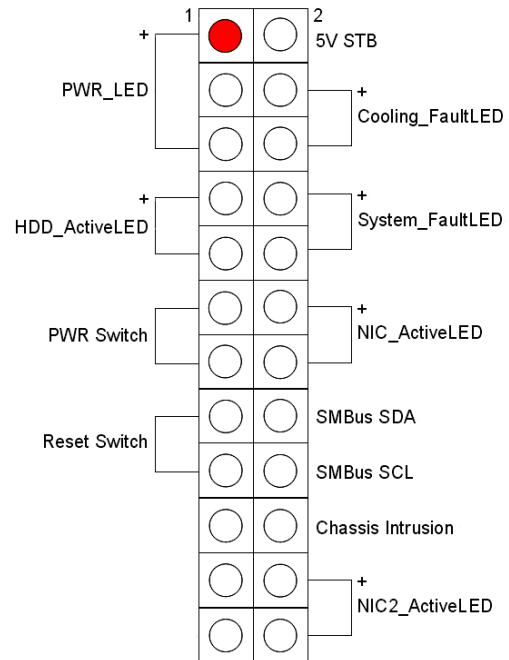 1 2
+ 5V STB
PWR_LED
+
Cooling_FaultLED
+ +
System_FaultLED
HDD_ActiveLED
+
NIC_ActiveLED
PWR Switch
SMBus SDA
Reset Switch
SMBus SCL
Chassis Intrusion
+
NIC2_ActiveLED